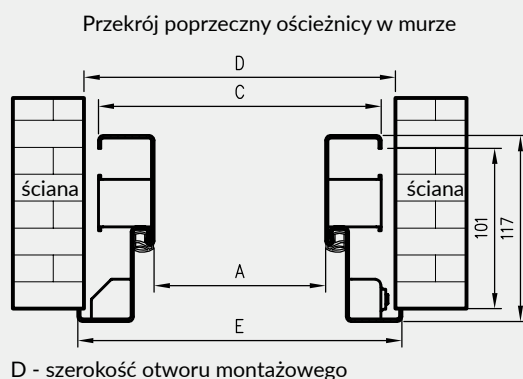 Przekrój poprzeczny ościeżnicy w murze
D
C
ściana
ściana
101
117
A
E
D - szerokość otworu montażowego